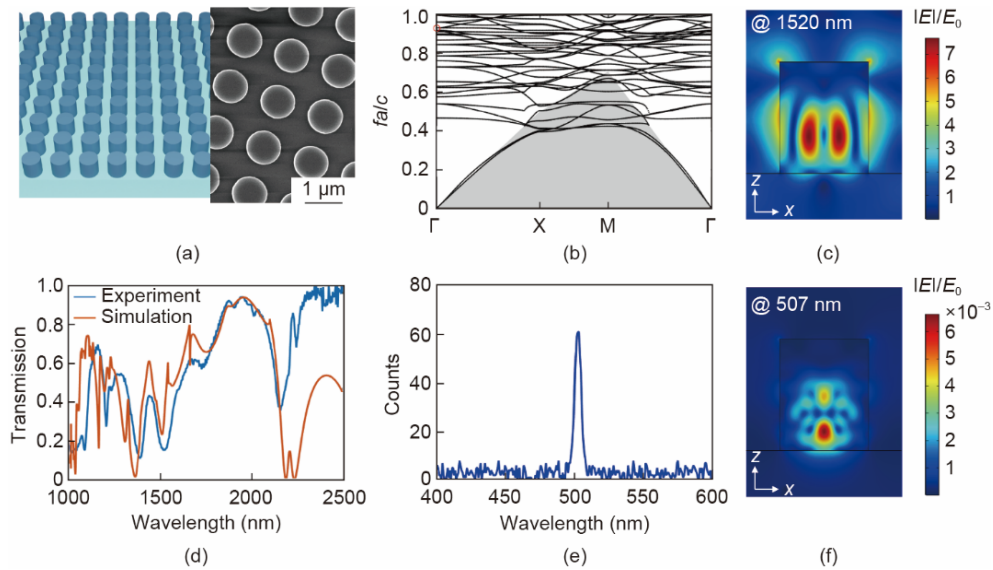 1 μm
(a)
fa/c
1.0
0.8
0.6
0.4
0.2
0
Γ
X
M
Γ
(b)
@ 1520 nm
|E|/E₀
7
6
5
4
3
2
1
z
x
(c)
Transmission
1.0
0.8
0.6
0.4
0.2
0
Experiment
Simulation
1000
1500
2000
2500
Wavelength (nm)
(d)
Counts
80
60
40
20
0
400
450
500
550
600
Wavelength (nm)
(e)
@ 507 nm
|E|/E₀
×10⁻³
6
5
4
3
2
1
z
x
(f)